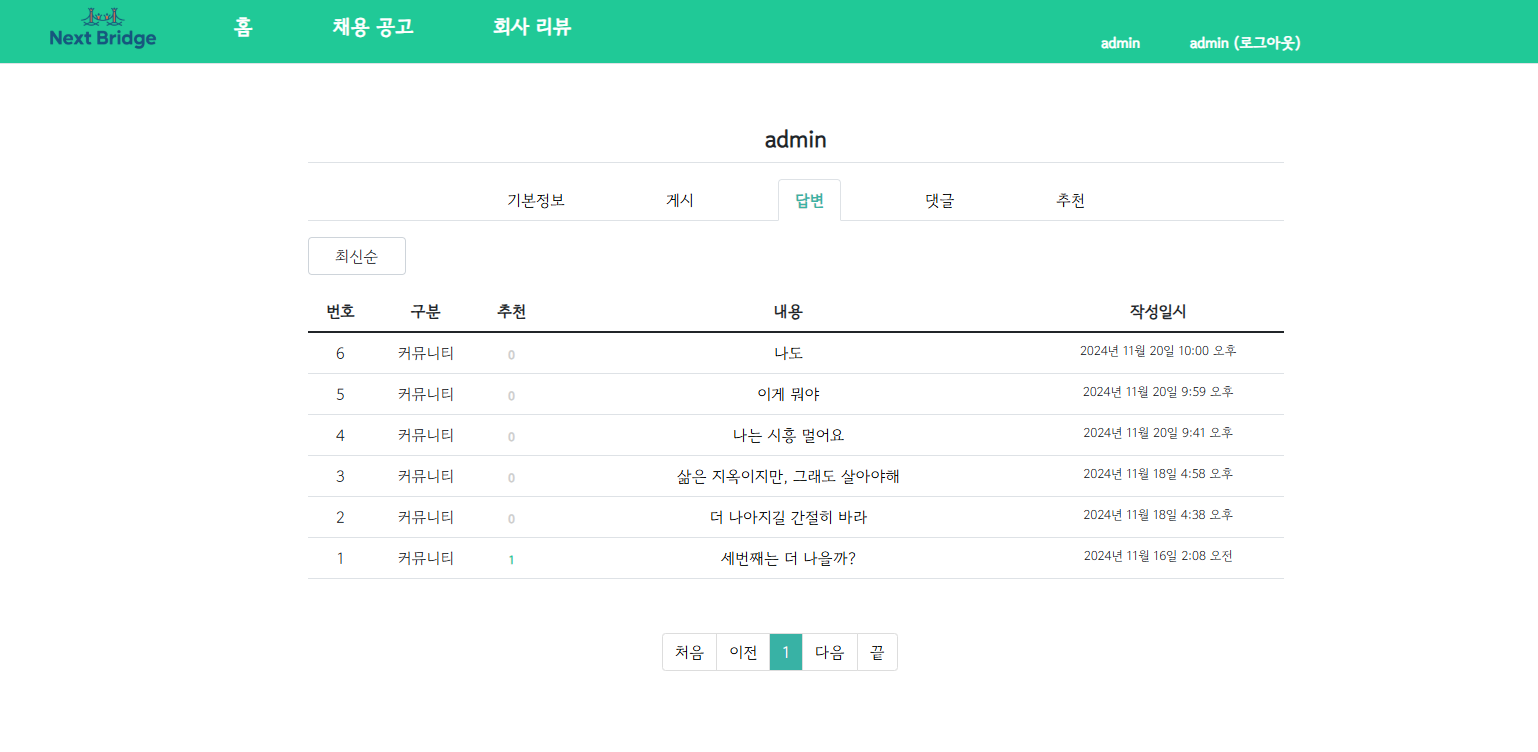 Next Bridge 홈 채용 공고 회사 리뷰 admin admin (로그아웃)
admin
기본정보 게시 답변 댓글 추천
최신순
번호 구분 추천 내용 작성일시
6 커뮤니티 0 나도 2024년 11월 20일 10:00 오후
5 커뮤니티 0 이게 뭐야 2024년 11월 20일 9:59 오후
4 커뮤니티 0 나는 시흥 멀어요 2024년 11월 20일 9:41 오후
3 커뮤니티 0 삶은 지옥이지만, 그래도 살아야해 2024년 11월 18일 4:58 오후
2 커뮤니티 0 더 나아지길 간절히 바라 2024년 11월 18일 4:38 오후
1 커뮤니티 1 세번째는 더 나을까? 2024년 11월 16일 2:08 오전
처음 이전 1 다음 끝